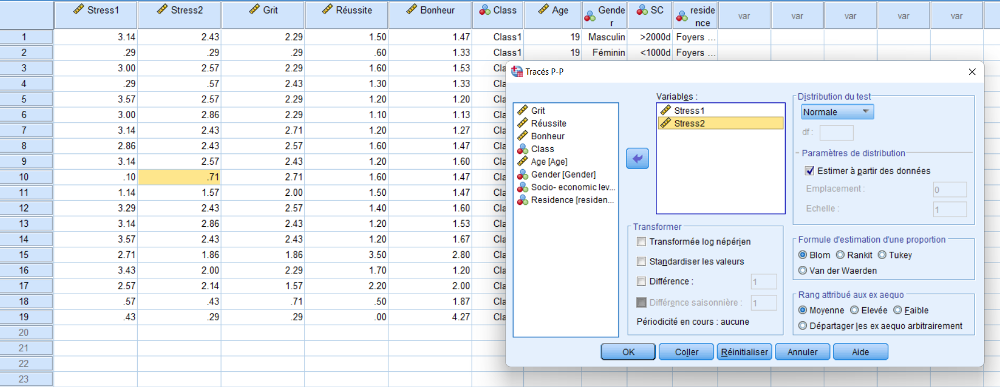 Stress1 Stress2 Grit Réussite Bonheur Class Age Gende SC reside var var var var var
r nce
1 3.14 2.43 2.29 1.50 1.47 Class1 19 Masculin >2000d Foyers ...
2 .29 .29 .29 .60 1.33 Class1 19 Féminin <1000d Foyers ...
3 3.00 2.57 2.29 1.60 1.53 Cla
4 .29 .57 2.43 1.30 1.33 Cla
5 3.57 2.57 2.29 1.20 1.20 Cla
6 3.00 2.86 2.29 1.10 1.13 Cla
7 3.14 2.43 2.71 1.20 1.27 Cla
8 2.86 2.43 2.57 1.60 1.47 Cla
9 3.14 2.57 2.43 1.20 1.60 Cla
10 .10 .71 2.71 1.60 1.47 Cla
11 1.14 1.57 2.00 1.50 1.47 Cla
12 3.29 2.43 2.57 1.40 1.60 Cla
13 3.14 2.86 2.43 1.20 1.53 Cla
14 3.57 2.43 2.43 1.20 1.67 Cla
15 2.71 1.86 1.86 3.50 2.80 Cla
16 3.43 2.00 2.29 1.70 1.20 Cla
17 2.57 2.14 1.57 2.20 2.00 Cla
18 .57 .43 .71 .50 1.87 Cla
19 .43 .29 .29 .00 4.27 Cla
20
21
22
23
Tracés P-P
Grit
Réussite
Bonheur
Class
Age [Age]
Gender [Gender]
Socio- economic lev...
Residence [residen...
Variables :
Stress1
Stress2
Transformer
Transformée log népérien
Standardiser les valeurs
Différence : 1
Différence saisonnière : 1
Périodicité en cours : aucune
Distribution du test
Normale
df :
Paramètres de distribution
Estimer à partir des données
Emplacement : 0
Echelle : 1
Formule d'estimation d'une proportion
Blom Rankit Tukey
Van der Waerden
Rang attribué aux ex aequo
Moyenne Elevée Faible
Départager les ex aequo arbitrairement
OK Coller Réinitialiser Annuler Aide